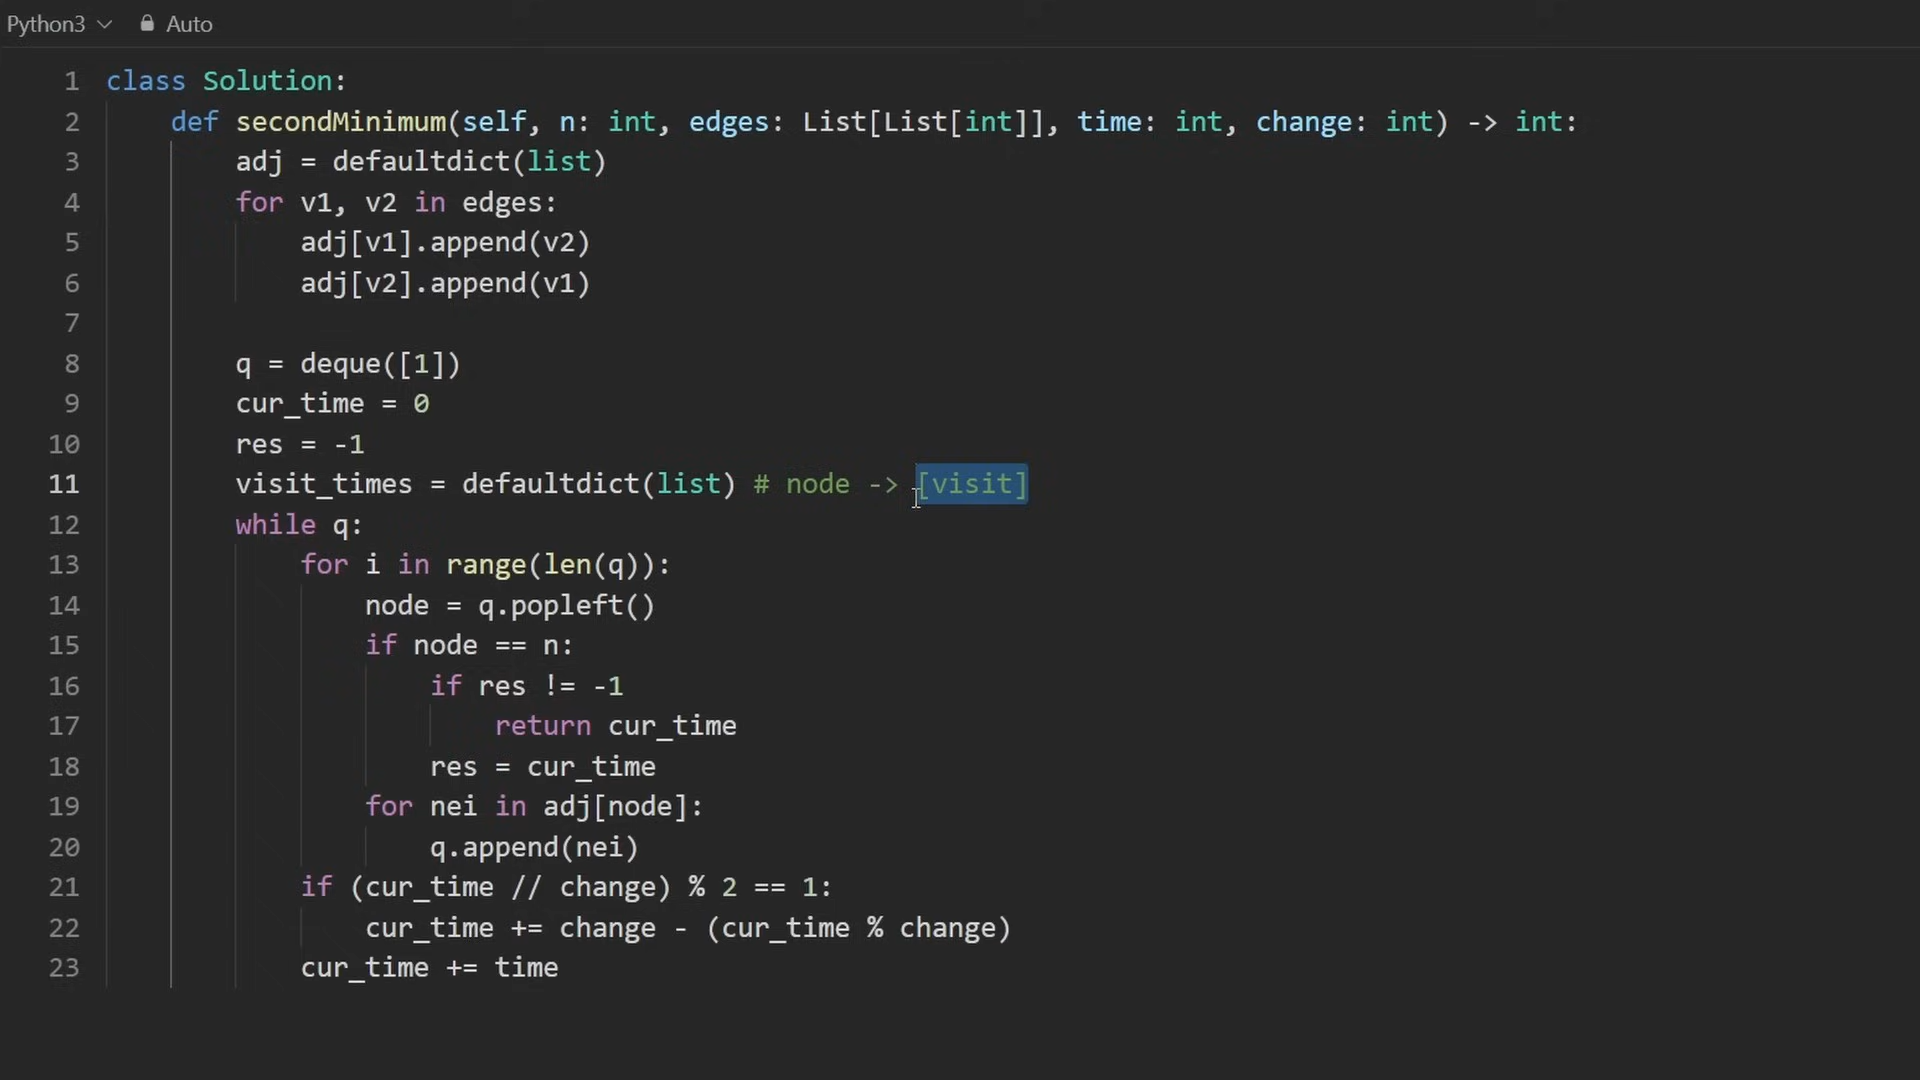 Python3 Auto
1 class Solution:
2 def secondMinimum(self, n: int, edges: List[List[int]], time: int, change: int) -> int:
3 adj = defaultdict(list)
4 for v1, v2 in edges:
5 adj[v1].append(v2)
6 adj[v2].append(v1)
7
8 q = deque([1])
9 cur_time = 0
10 res = -1
11 visit_times = defaultdict(list) # node -> [visit]
12 while q:
13 for i in range(len(q)):
14 node = q.popleft()
15 if node == n:
16 if res != -1
17 return cur_time
18 res = cur_time
19 for nei in adj[node]:
20 q.append(nei)
21 if (cur_time // change) % 2 == 1:
22 cur_time += change - (cur_time % change)
23 cur_time += time